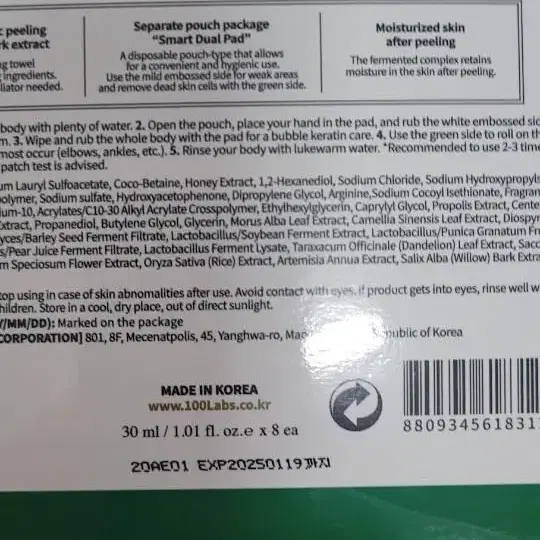 peeling
rk extract
g towel
ingredients.
liator needed.
Separate pouch package
“Smart Dual Pad”
A disposable pouch-type that allows
for a convenient and hygienic use.
Use the mild embossed side for weak areas
and remove dead skin cells with the green side.
Moisturized skin
after peeling
The fermented complex retains
moisture in the skin after peeling.
body with plenty of water. 2. Open the pouch, place your hand in the pad, and rub the white embossed sid
m. 3. Wipe and rub the whole body with the pad for a bubble keratin care. 4. Use the green side to roll on th
most occur (elbows, ankles, etc.). 5. Rinse your body with lukewarm water. *Recommended to use 2-3 time
patch test is advised.
um Lauryl Sulfoacetate, Coco-Betaine, Honey Extract, 1,2-Hexanediol, Sodium Chloride, Sodium Hydroxypropyls
polymer, Sodium sulfate, Hydroxyacetophenone, Dipropylene Glycol, Arginine, Sodium Cocoyl Isethionate, Fragran
ium-10, Acrylates/C10-30 Alkyl Acrylate Crosspolymer, Ethylhexylglycerin, Caprylyl Glycol, Propolis Extract, Cente
Extract, Propanediol, Butylene Glycol, Glycerin, Morus Alba Leaf Extract, Camellia Sinensis Leaf Extract, Diospyr
yces/Barley Seed Ferment Filtrate, Lactobacillus/Soybean Ferment Extract, Lactobacillus/Punica Granatum Fr
s/Pear Juice Ferment Filtrate, Lactobacillus Ferment Lysate, Taraxacum Officinale (Dandelion) Leaf Extract, Sacc
m Speciosum Flower Extract, Oryza Sativa (Rice) Extract, Artemisia Annua Extract, Salix Alba (Willow) Bark Extra
top using in case of skin abnomalities after use. Avoid contact with eyes. If product gets into eyes, rinse well w
children. Store in a cool, dry place, out of direct sunlight.
Y/MM/DD): Marked on the package
CORPORATION] 801, 8F, Mecenatpolis, 45, Yanghwa-ro, Ma public of Korea
MADE IN KOREA
www.100Labs.co.kr
30 ml / 1.01 fl. oz.e x 8 ea
880934561831
20AE01 EXP20250119까지